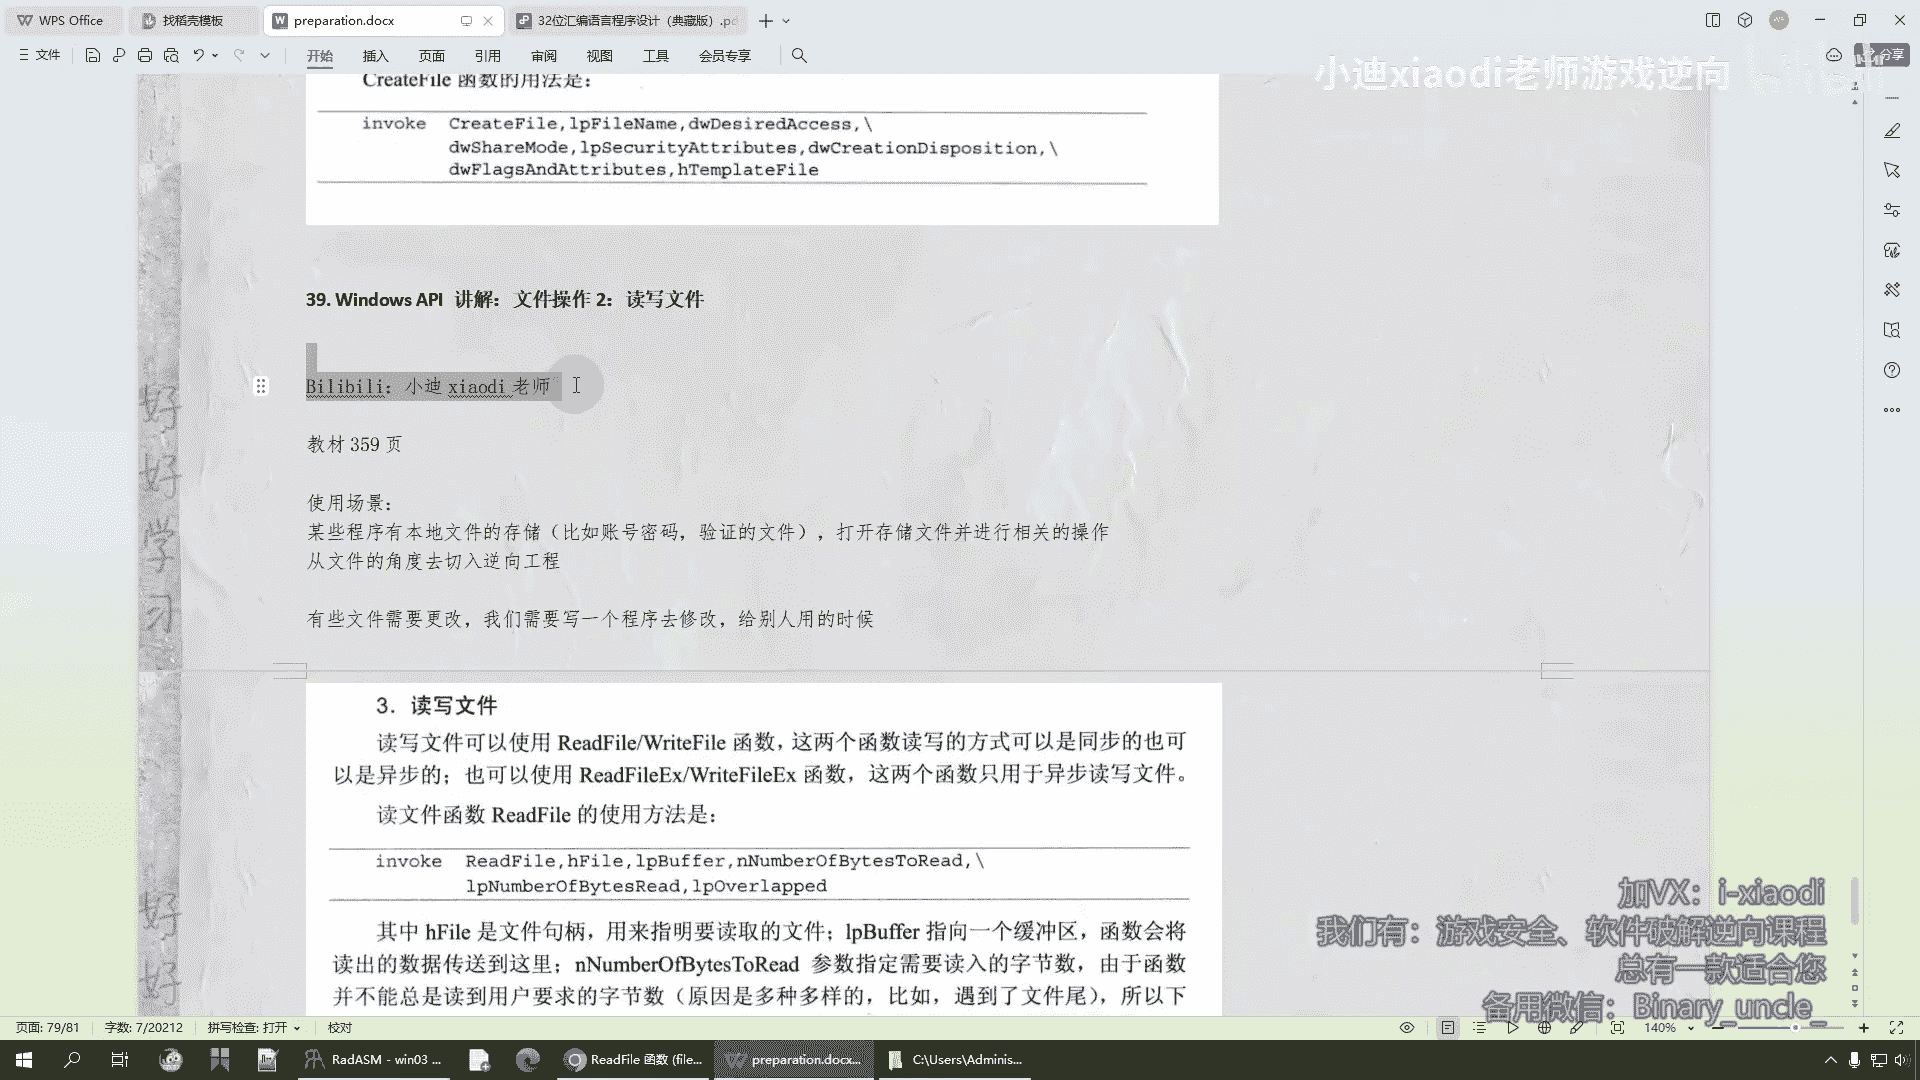 WPS Office
找稻壳模板
preparation.docx
32位汇编语言程序设计（典藏版）.pd
文件
开始
插入
页面
引用
审阅
视图
工具
会员专享
分享
小迪xiaodi老师游戏逆向
CreateFile 函数的用法是：
invoke CreateFile,lpFileName,dwDesiredAccess,\
dwShareMode,lpSecurityAttributes,dwCreationDisposition,\
dwFlagsAndAttributes,hTemplateFile
39. Windows API 讲解：文件操作 2：读写文件
Bilibili：小迪 xiaodi 老师
教材 359 页
使用场景：
某些程序有本地文件的存储（比如账号密码，验证的文件），打开存储文件并进行相关的操作
从文件的角度去切入逆向工程
有些文件需要更改，我们需要写一个程序去修改，给别人用的时候
好
好
学
习
好
好
3．读写文件
读写文件可以使用 ReadFile/WriteFile 函数，这两个函数读写的方式可以是同步的也可
以是异步的；也可以使用 ReadFileEx/WriteFileEx 函数，这两个函数只用于异步读写文件。
读文件函数 ReadFile 的使用方法是：
invoke ReadFile,hFile,lpBuffer,nNumberOfBytesToRead,\
lpNumberOfBytesRead,lpOverlapped
其中 hFile 是文件句柄，用来指明要读取的文件；lpBuffer 指向一个缓冲区，函数会将
读出的数据传送到这里；nNumberOfBytesToRead 参数指定需要读入的字节数，由于函数
并不能总是读到用户要求的字节数（原因是多种多样的，比如，遇到了文件尾），所以下
加VX：i-xiaodi
我们有：游戏安全、软件破解逆向课程
总有一款适合您
备用微信：Binary_uncle_
页面: 79/81
字数: 7/20212
拼写检查: 打开
校对
140%
RadASM - win03 ...
ReadFile 函数 (file...
preparation.docx...
C:\Users\Adminis...